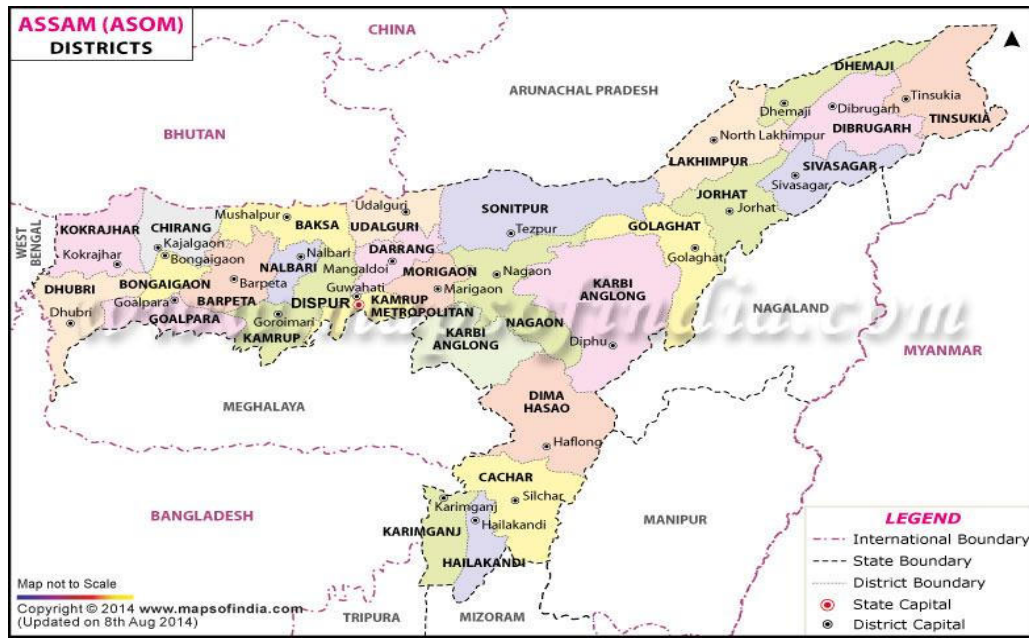 ASSAM (ASOM)
DISTRICTS
CHINA
ARUNACHAL PRADESH
BHUTAN
DHEMAJI
Dhemaji
Dibrugarh
DIBRUGARH
Tinsukia
TINSUKIA
North Lakhimpur
LAKHIMPUR
SIVASAGAR
Sivasagar
JORHAT
Jorhat
WEST
BENGAL
KOKRAJHAR
Kokrajhar
CHIRANG
Kajalgaon
Bongaigaon
BONGAIGAON
Mushalpur
BAKSA
Udalguri
UDALGURI
SONITPUR
Tezpur
GOLAGHAT
Golaghat
DHUBRI
Dhubri
Goalpara
GOALPARA
Barpeta
BARPETA
Nalbari
NALBARI
DARRANG
Mangaldoi
MORIGAON
Marigaon
Nagaon
NAGAON
KARBI
ANGLONG
Diphu
Guwahati
DISPUR
KAMRUP
METROPOLITAN
Goroimari
KAMRUP
KARBI
ANGLONG
www.mapsofindia.com
NAGALAND
MYANMAR
MEGHALAYA
DIMA
HASAO
Haflong
CACHAR
Silchar
Karimganj
KARIMGANJ
Hailakandi
HAILAKANDI
BANGLADESH
MANIPUR
TRIPURA
MIZORAM
Map not to Scale
Copyright © 2014 www.mapsofindia.com
(Updated on 8th Aug 2014)
LEGEND
International Boundary
State Boundary
District Boundary
State Capital
District Capital